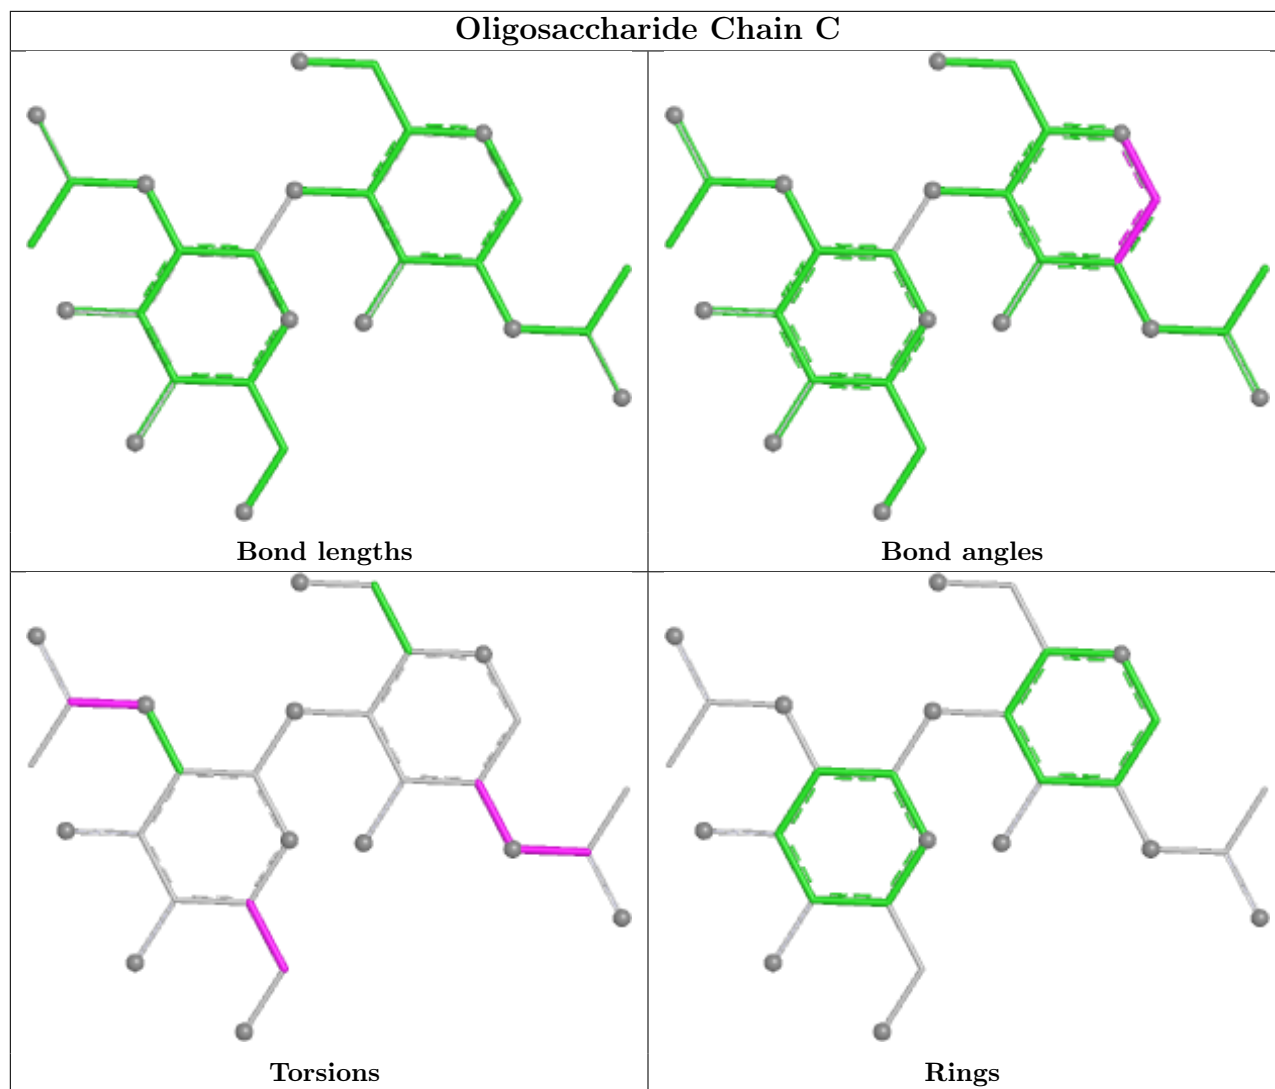 Oligosaccharide Chain C
Bond lengths
Bond angles
Torsions
Rings